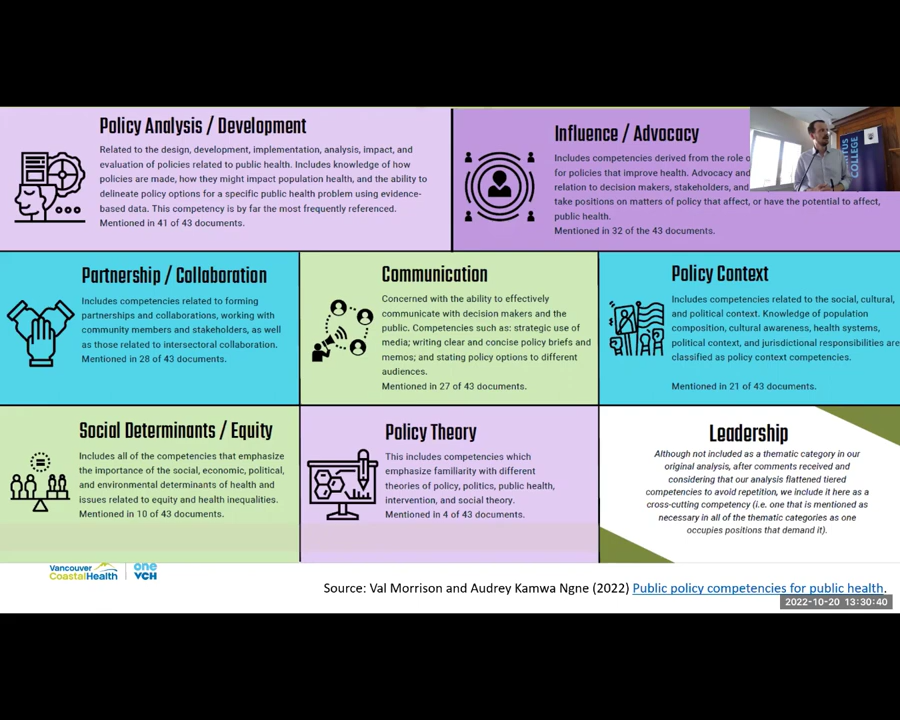 Policy Analysis / Development
Related to the design, development, implementation, analysis, impact, and
evaluation of policies related to public health. Includes knowledge of how
policies are made, how they might impact population health, and the ability to
delineate policy options for a specific public health problem using evidence-
based data. This competency is by far the most frequently referenced.
Mentioned in 41 of 43 documents.
Influence / Advocacy
Includes competencies derived from the role o
for policies that improve health. Advocacy and
relation to decision makers, stakeholders, and
take positions on matters of policy that affect, or have the potential to affect,
public health.
Mentioned in 32 of the 43 documents.
COLLEGE
Partnership / Collaboration
Includes competencies related to forming
partnerships and collaborations, working with
community members and stakeholders, as well
as those related to intersectoral collaboration.
Mentioned in 28 of 43 documents.
Communication
Concerned with the ability to effectively
communicate with decision makers and the
public. Competencies such as: strategic use of
media; writing clear and concise policy briefs and
memos; and stating policy options to different
audiences.
Mentioned in 27 of 43 documents.
Policy Context
Includes competencies related to the social, cultural,
and political context. Knowledge of population
composition, cultural awareness, health systems,
political context, and jurisdictional responsibilities are
classified as policy context competencies.
Mentioned in 21 of 43 documents.
Social Determinants / Equity
Includes all of the competencies that emphasize
the importance of the social, economic, political,
and environmental determinants of health and
issues related to equity and health inequalities.
Mentioned in 10 of 43 documents.
Policy Theory
This includes competencies which
emphasize familiarity with different
theories of policy, politics, public health,
intervention, and social theory.
Mentioned in 4 of 43 documents.
Leadership
Although not included as a thematic category in our
original analysis, after comments received and
considering that our analysis flattened tiered
competencies to avoid repetition, we include it here as a
cross-cutting competency (i.e. one that is mentioned as
necessary in all of the thematic categories as one
occupies positions that demand it).
Vancouver
CoastalHealth
one
VCH
Source: Val Morrison and Audrey Kamwa Ngne (2022) Public policy competencies for public health.
2022-10-20 13:30:40